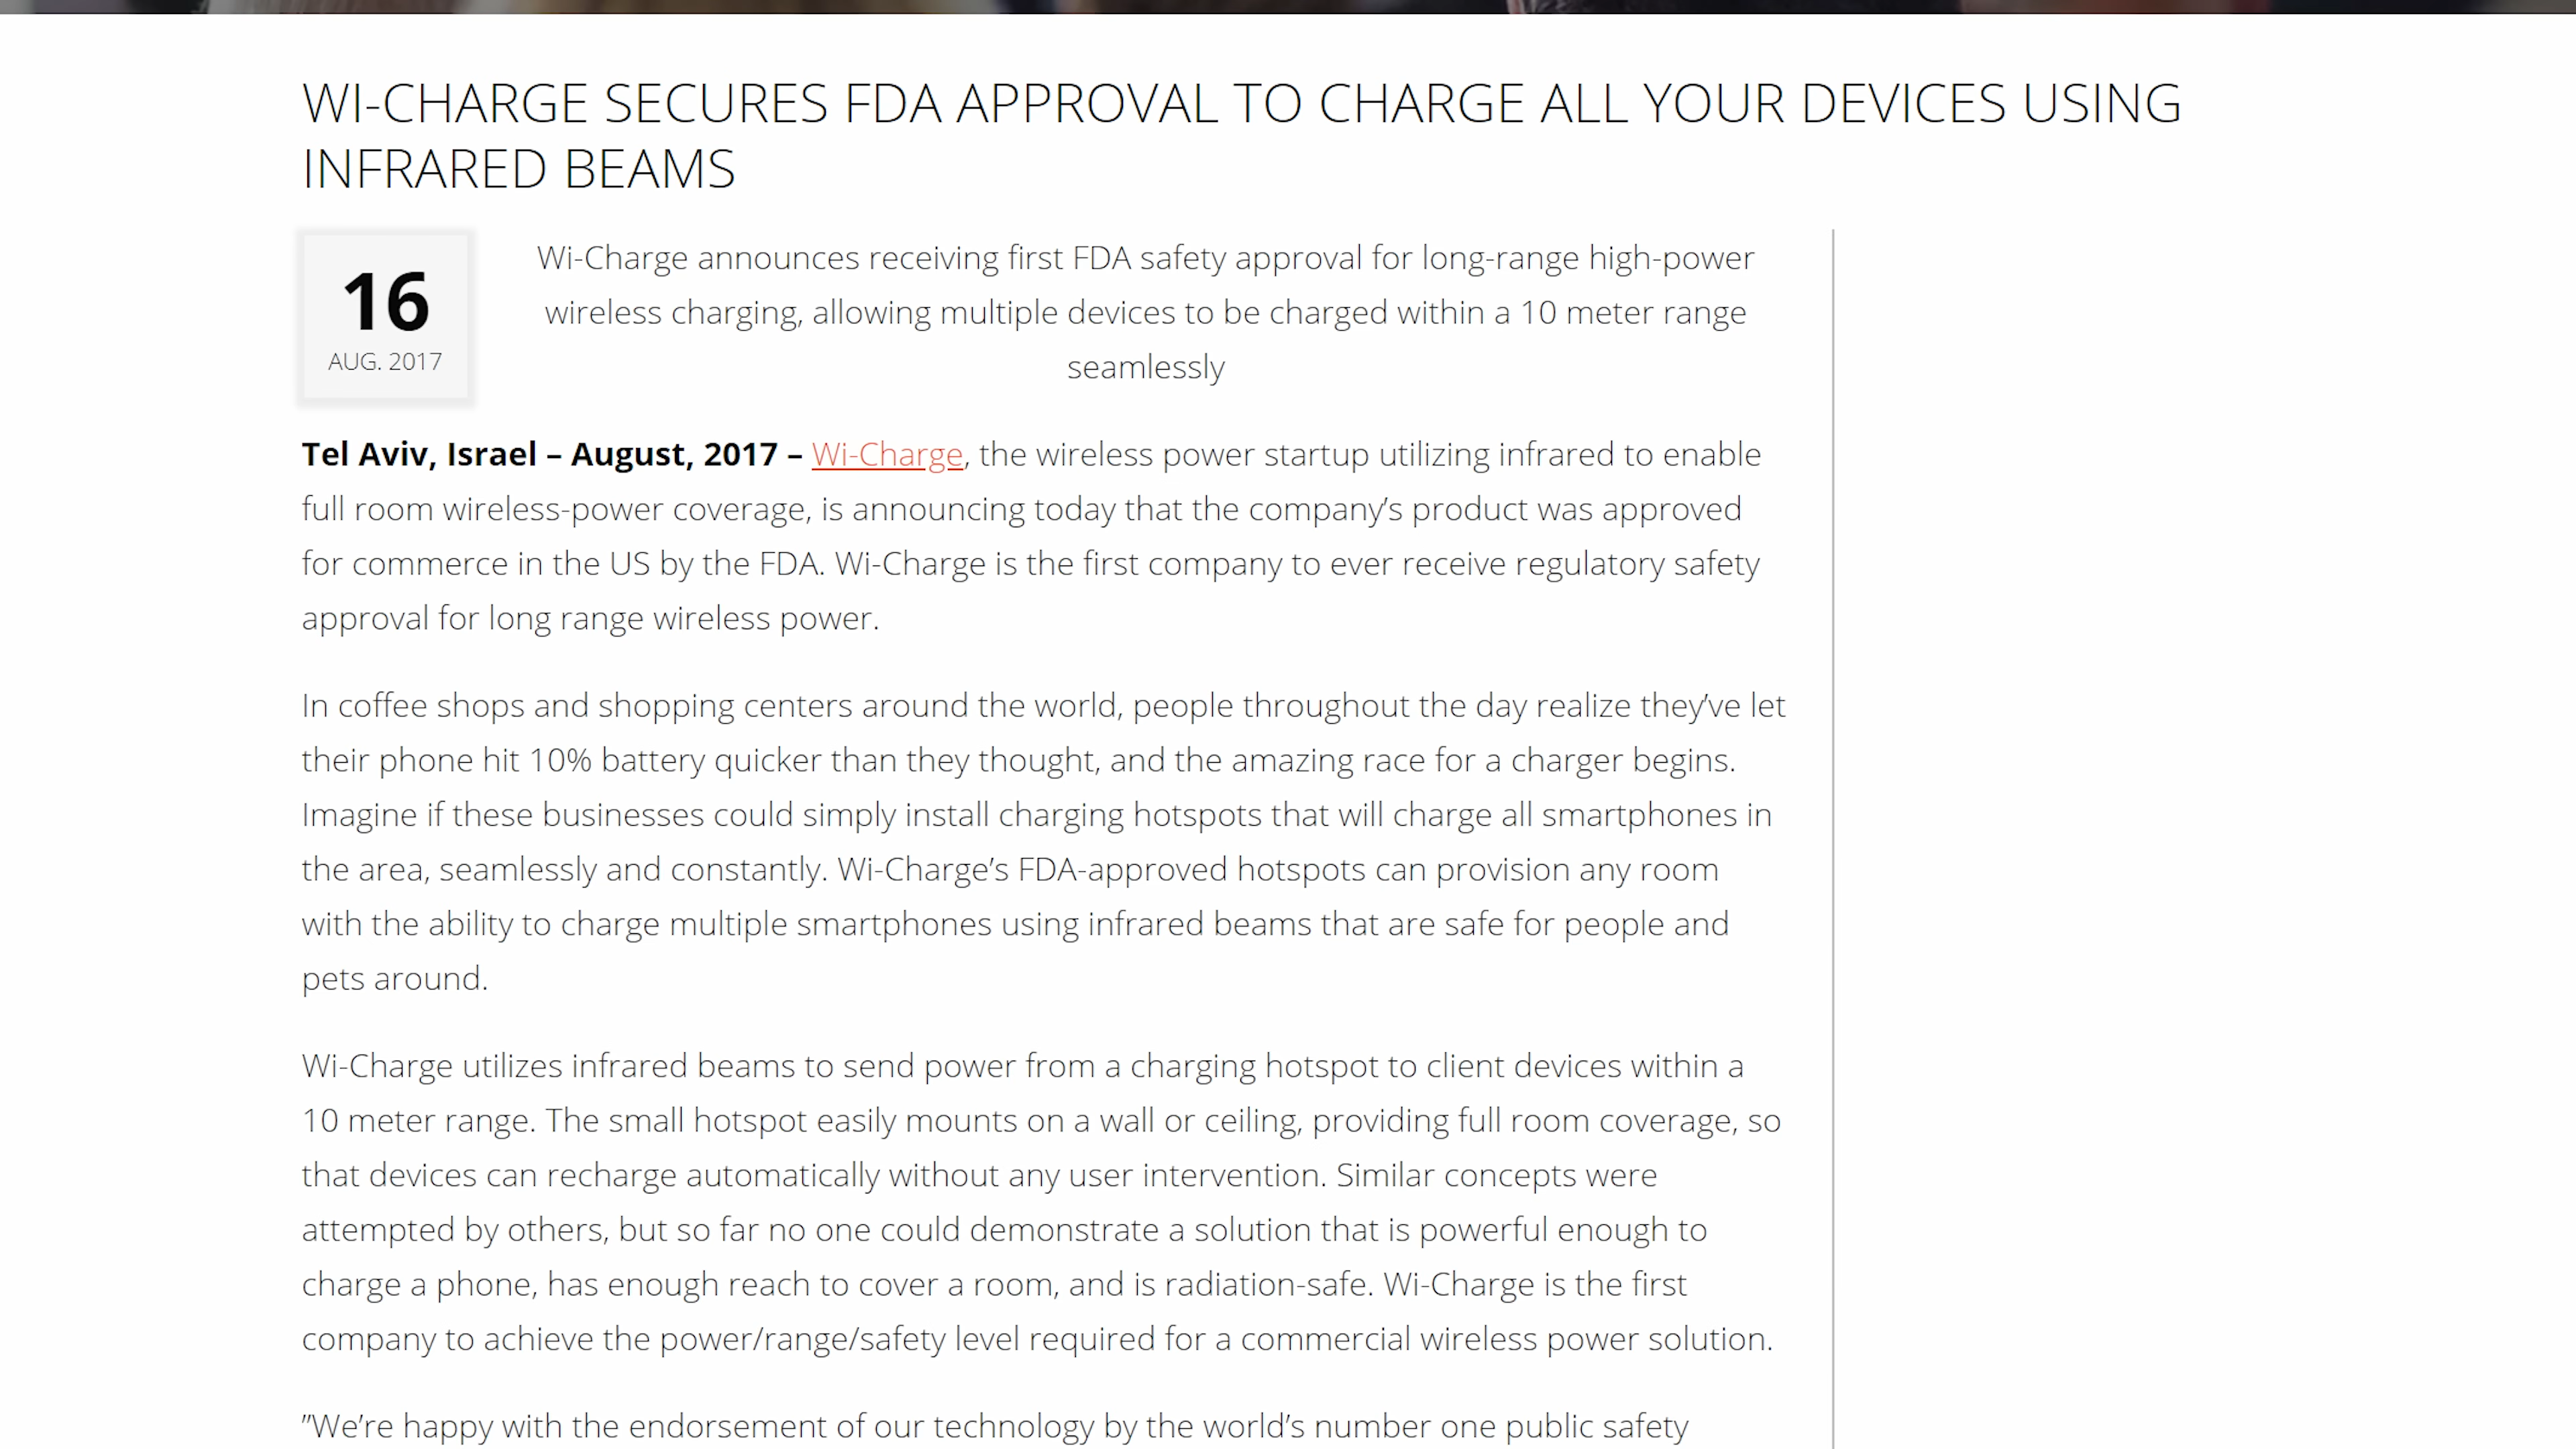 WI-CHARGE SECURES FDA APPROVAL TO CHARGE ALL YOUR DEVICES USING
INFRARED BEAMS
16
AUG. 2017
Wi-Charge announces receiving first FDA safety approval for long-range high-power
wireless charging, allowing multiple devices to be charged within a 10 meter range
seamlessly
Tel Aviv, Israel – August, 2017 – Wi-Charge, the wireless power startup utilizing infrared to enable
full room wireless-power coverage, is announcing today that the company’s product was approved
for commerce in the US by the FDA. Wi-Charge is the first company to ever receive regulatory safety
approval for long range wireless power.
In coffee shops and shopping centers around the world, people throughout the day realize they’ve let
their phone hit 10% battery quicker than they thought, and the amazing race for a charger begins.
Imagine if these businesses could simply install charging hotspots that will charge all smartphones in
the area, seamlessly and constantly. Wi-Charge’s FDA-approved hotspots can provision any room
with the ability to charge multiple smartphones using infrared beams that are safe for people and
pets around.
Wi-Charge utilizes infrared beams to send power from a charging hotspot to client devices within a
10 meter range. The small hotspot easily mounts on a wall or ceiling, providing full room coverage, so
that devices can recharge automatically without any user intervention. Similar concepts were
attempted by others, but so far no one could demonstrate a solution that is powerful enough to
charge a phone, has enough reach to cover a room, and is radiation-safe. Wi-Charge is the first
company to achieve the power/range/safety level required for a commercial wireless power solution.
”We’re happy with the endorsement of our technology by the world’s number one public safety